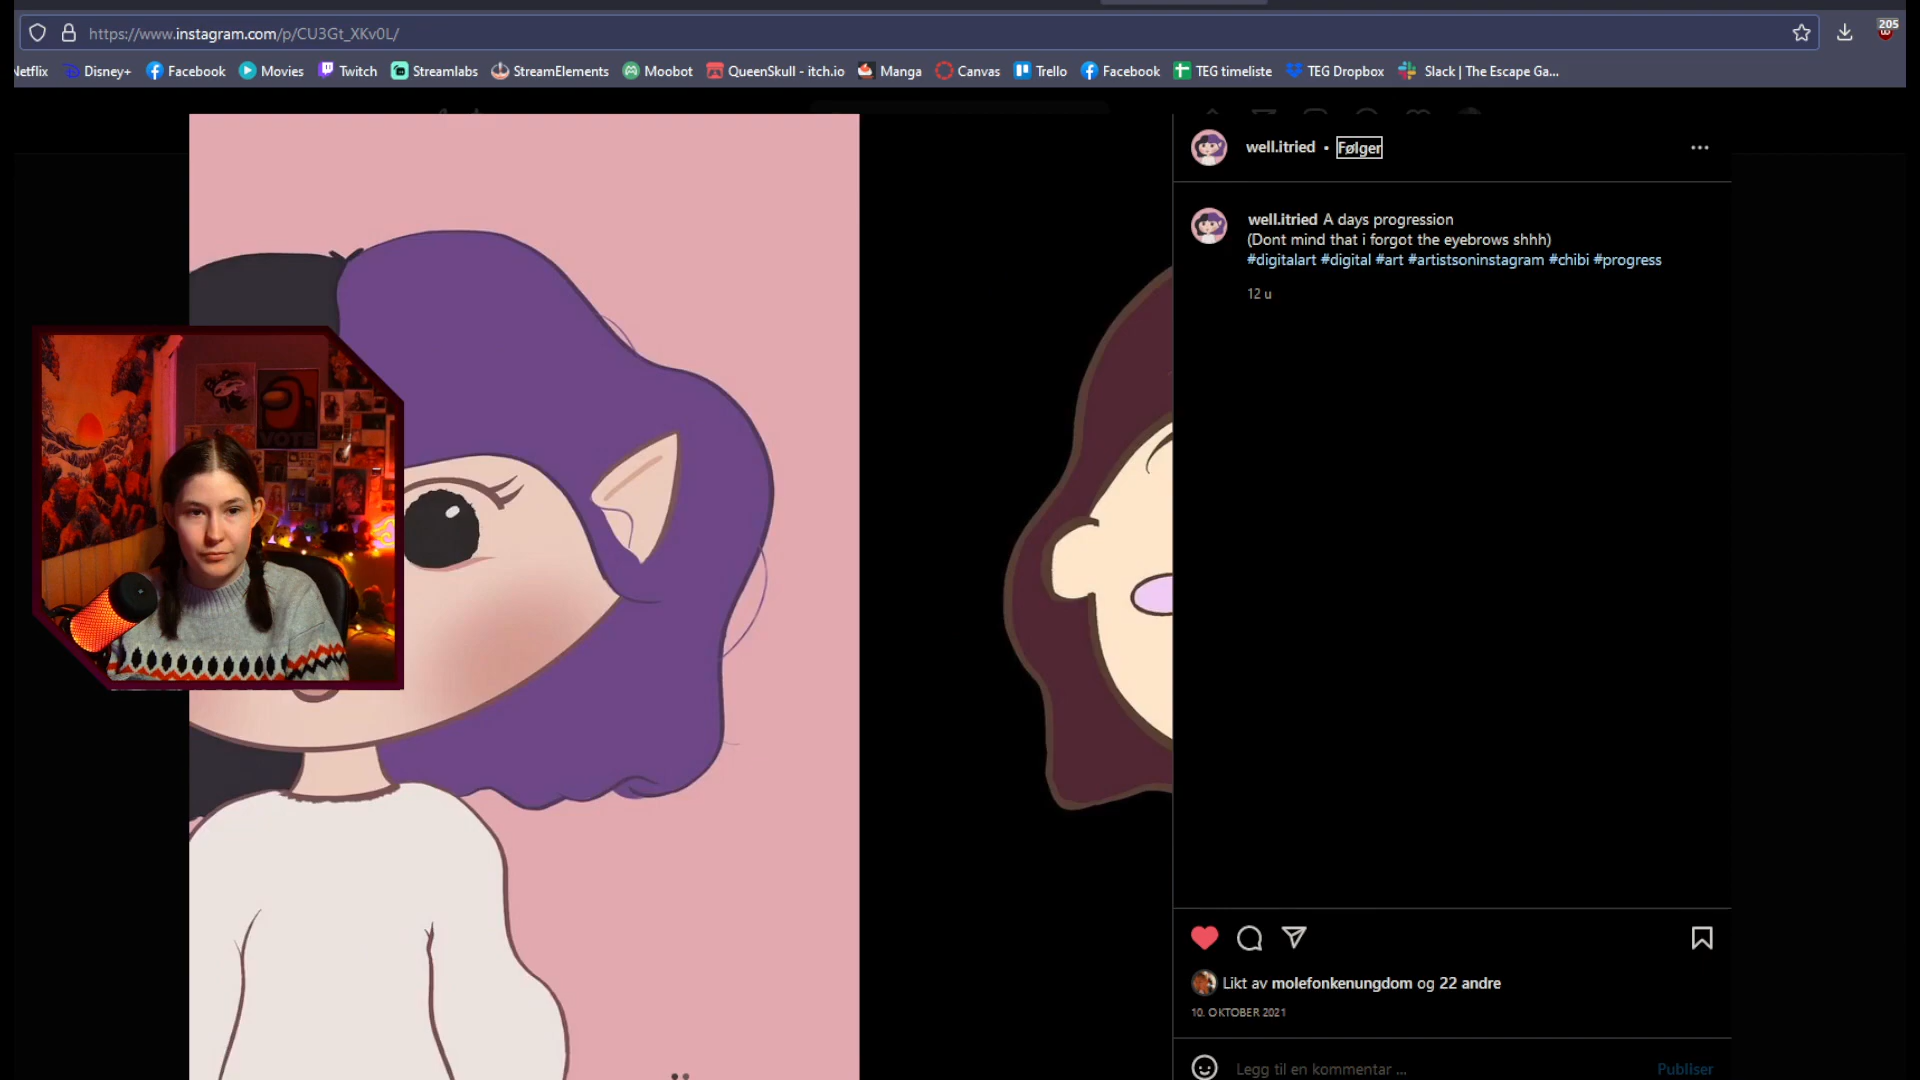 https://www.instagram.com/p/CU3Gt_XKv0L/
205
Netflix Disney+ Facebook Movies Twitch Streamlabs StreamElements Moobot QueenSkull - itch.io Manga Canvas Trello Facebook TEG timeliste TEG Dropbox Slack | The Escape Ga...
well.itried • Følger
well.itried A days progression
(Dont mind that i forgot the eyebrows shhh)
#digitalart #digital #art #artistsoninstagram #chibi #progress
12 u
VOTE
Likt av molefonkenungdom og 22 andre
10. OKTOBER 2021
Legg til en kommentar ... Publiser